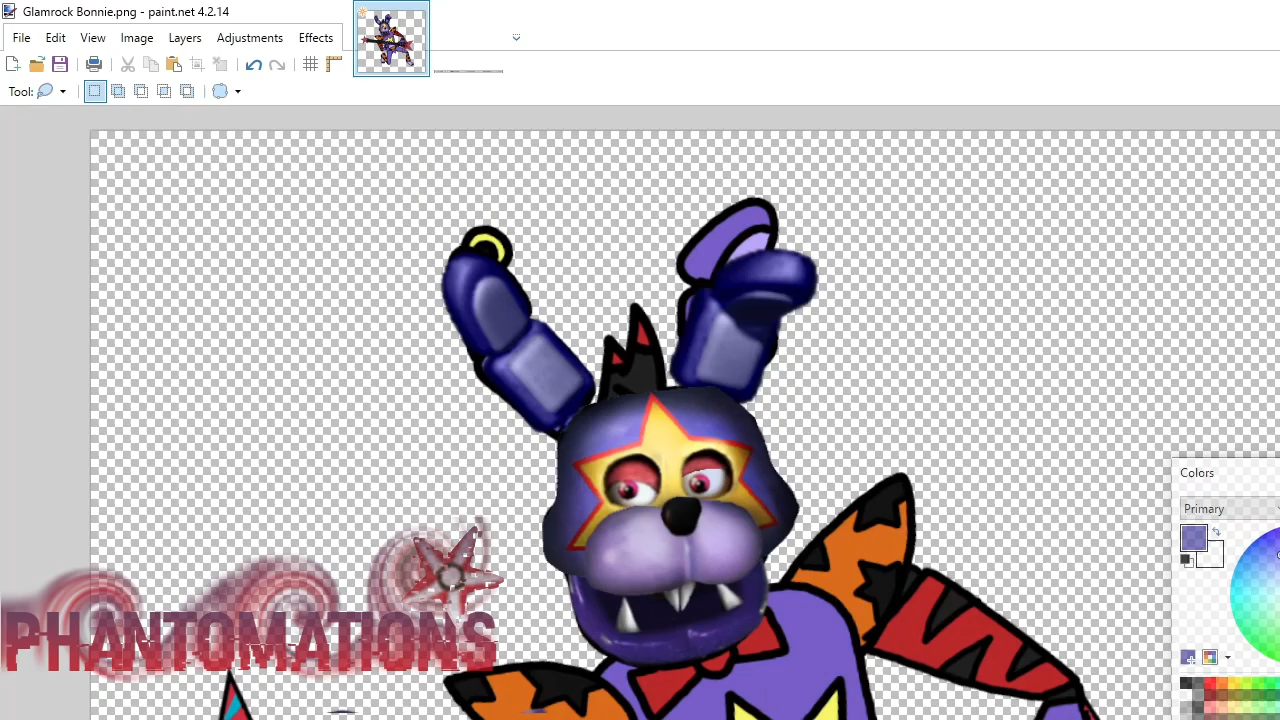 Glamrock Bonnie.png - paint.net 4.2.14
File Edit View Image Layers Adjustments Effects
Tool:
Colors
Primary
PHANTOMATIONS